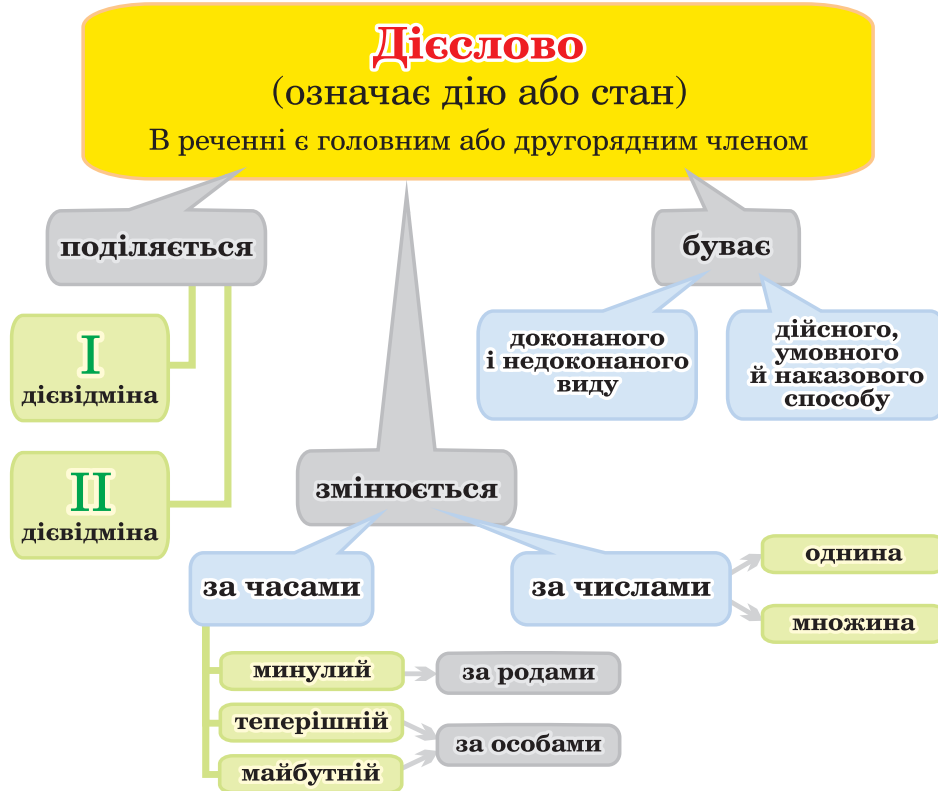 Дієслово
(означає дію або стан)
В реченні є головним або другорядним членом
поділяється
буває
I
дієвідміна
II
дієвідміна
доконаного
і недоконаного
виду
дійсного,
умовного
й наказового
способу
змінюється
за часами
за числами
однина
множина
минулий
за родами
теперішній
за особами
майбутній